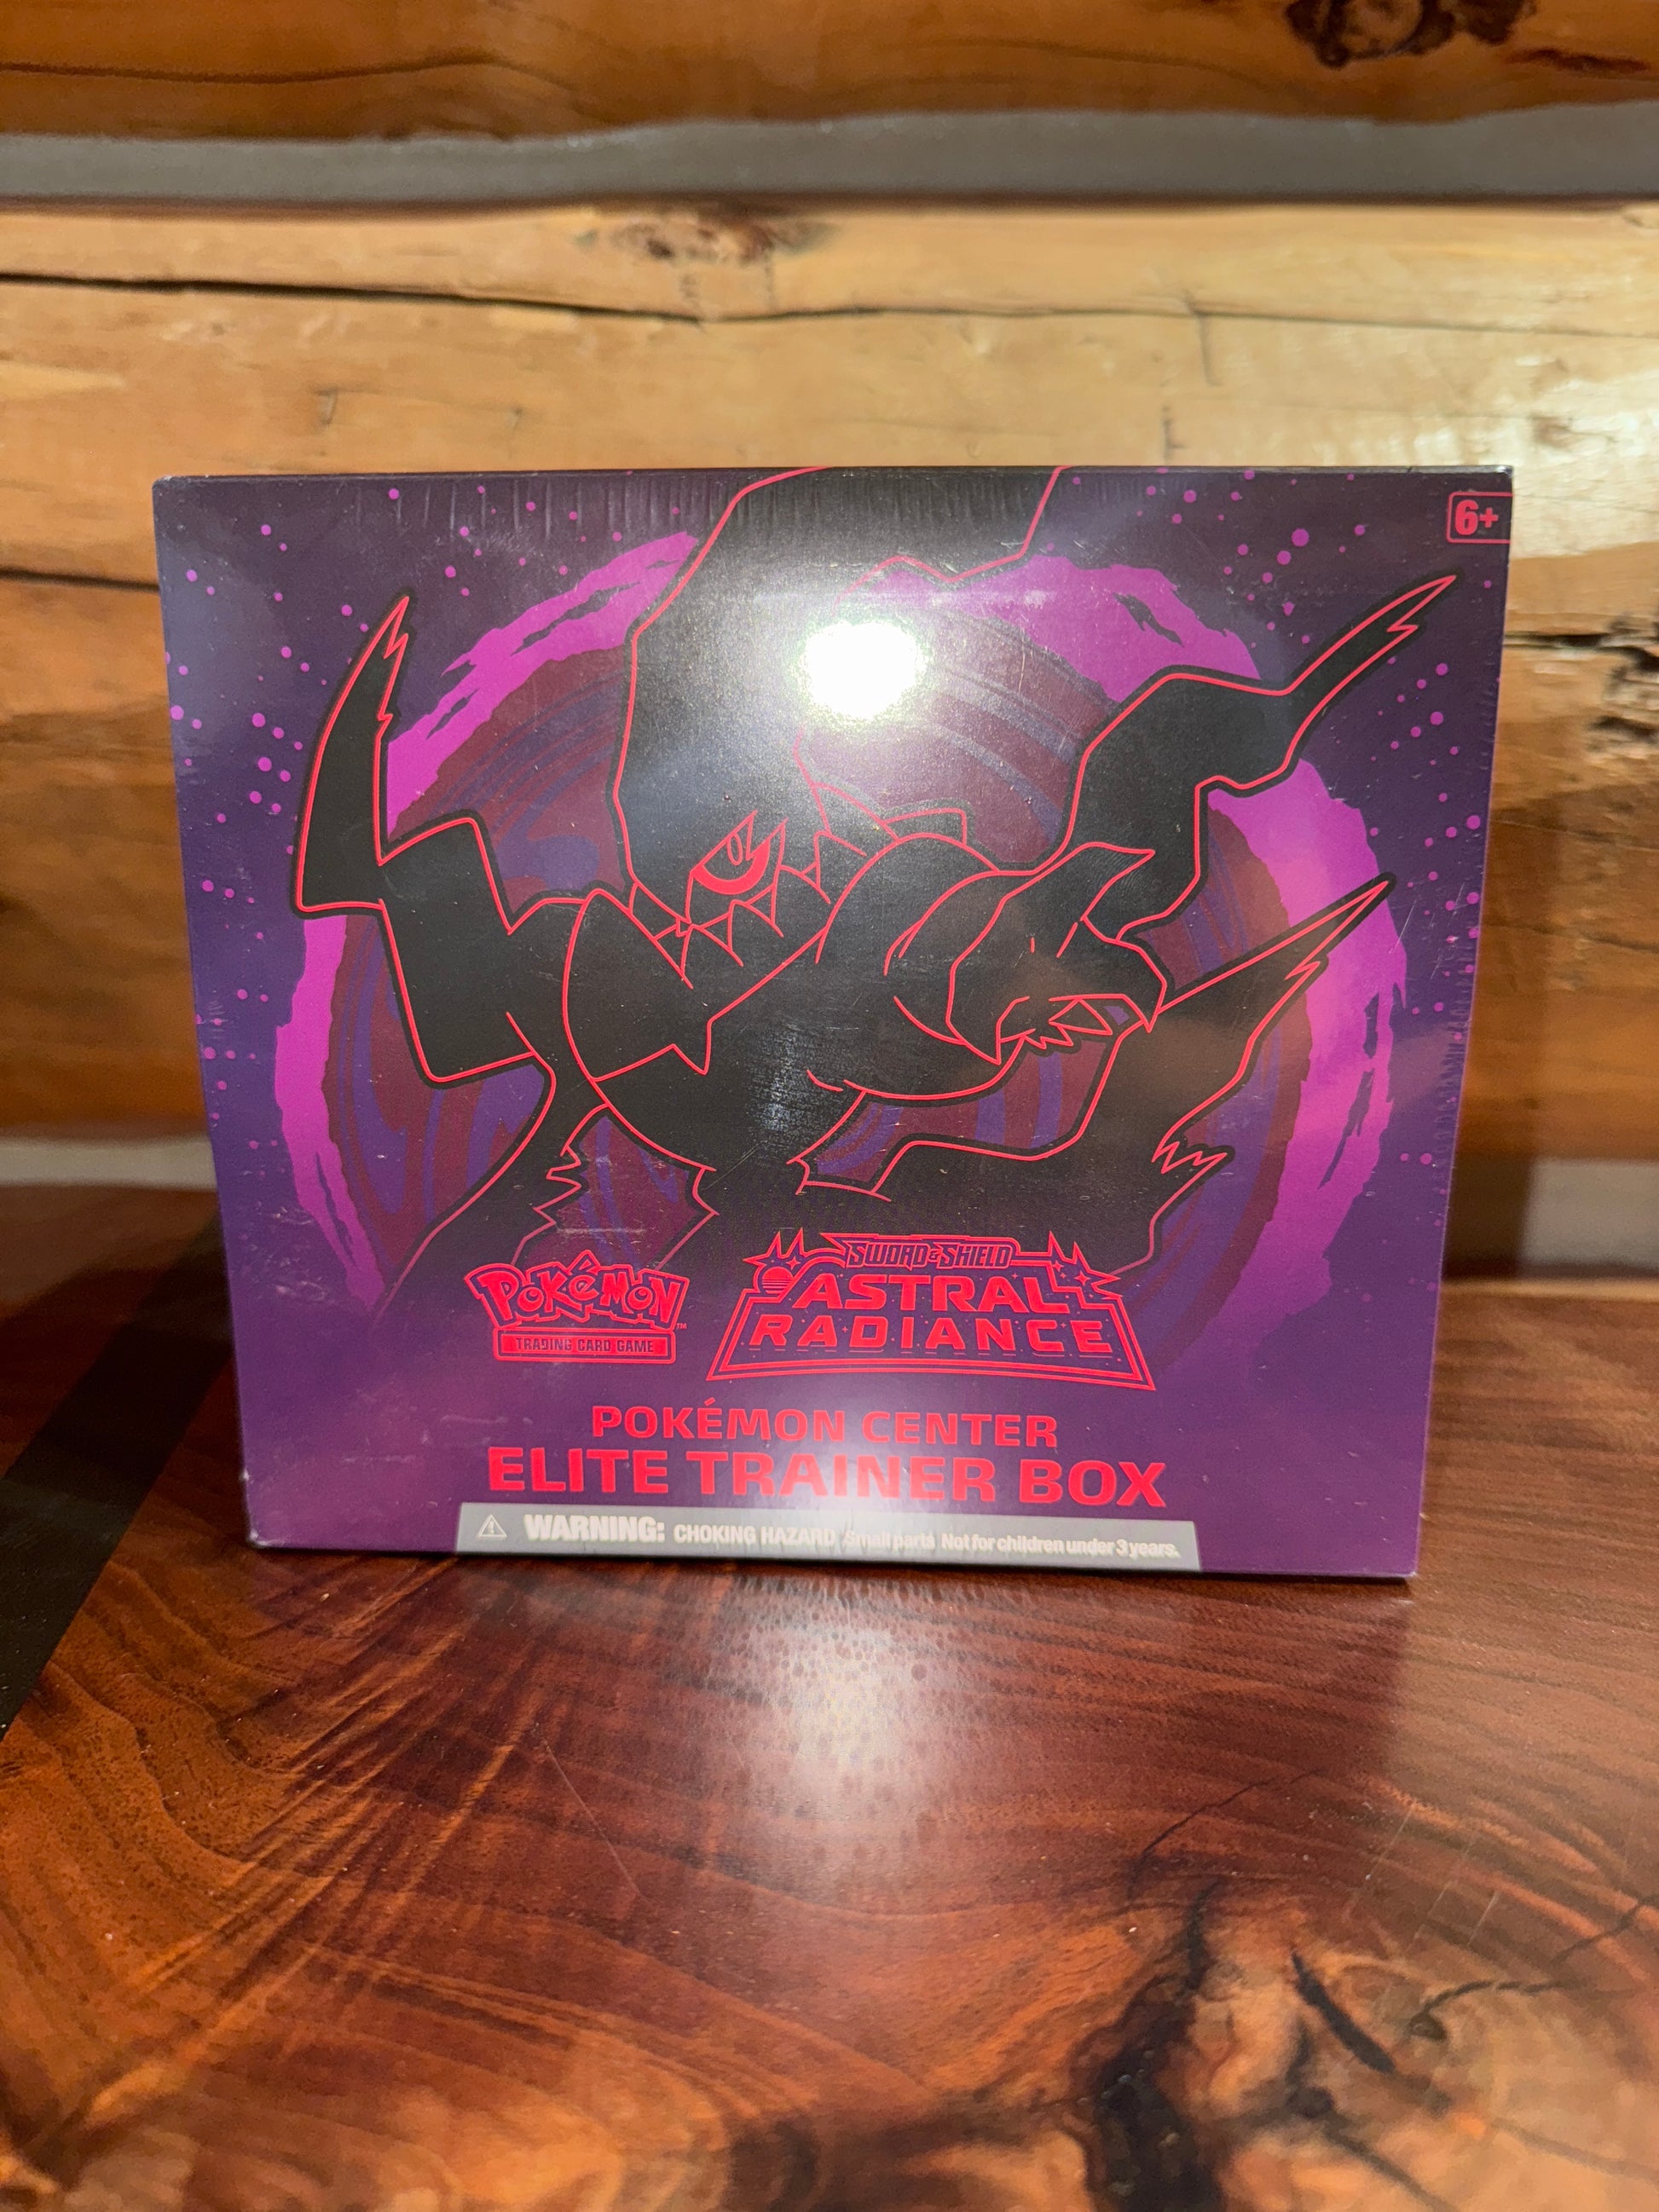 6+
POKÉMON
TRADING CARD GAME
SWORD & SHIELD
ASTRAL
RADIANCE
POKÉMON CENTER
ELITE TRAINER BOX
WARNING: CHOKING HAZARD Small parts Not for children under 3 years.